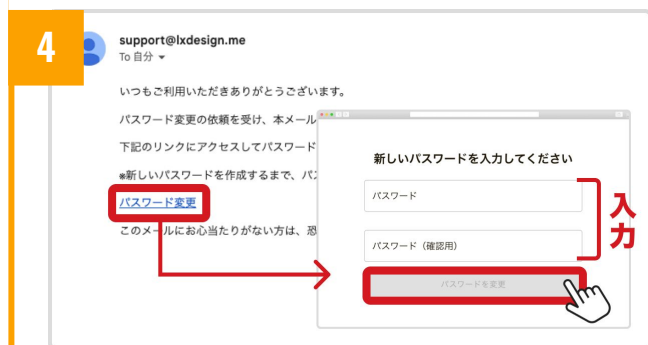 4
support@lxdesign.me
To 自分
いつもご利用いただきありがとうございます。
パスワード変更の依頼を受け、本メール
下記のリンクにアクセスしてパスワード
※新しいパスワードを作成するまで、パス
パスワード変更
このメールにお心当たりがない方は、恐
新しいパスワードを入力してください
パスワード
パスワード（確認用）
入力
パスワードを変更